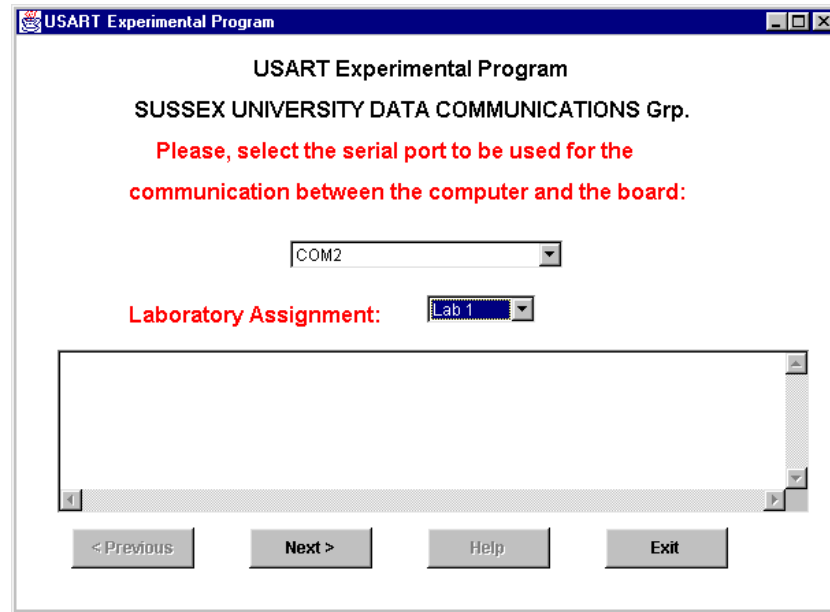 USART Experimental Program
USART Experimental Program
SUSSEX UNIVERSITY DATA COMMUNICATIONS Grp.
Please, select the serial port to be used for the
communication between the computer and the board:
COM2
Laboratory Assignment: Lab 1
< Previous Next > Help Exit